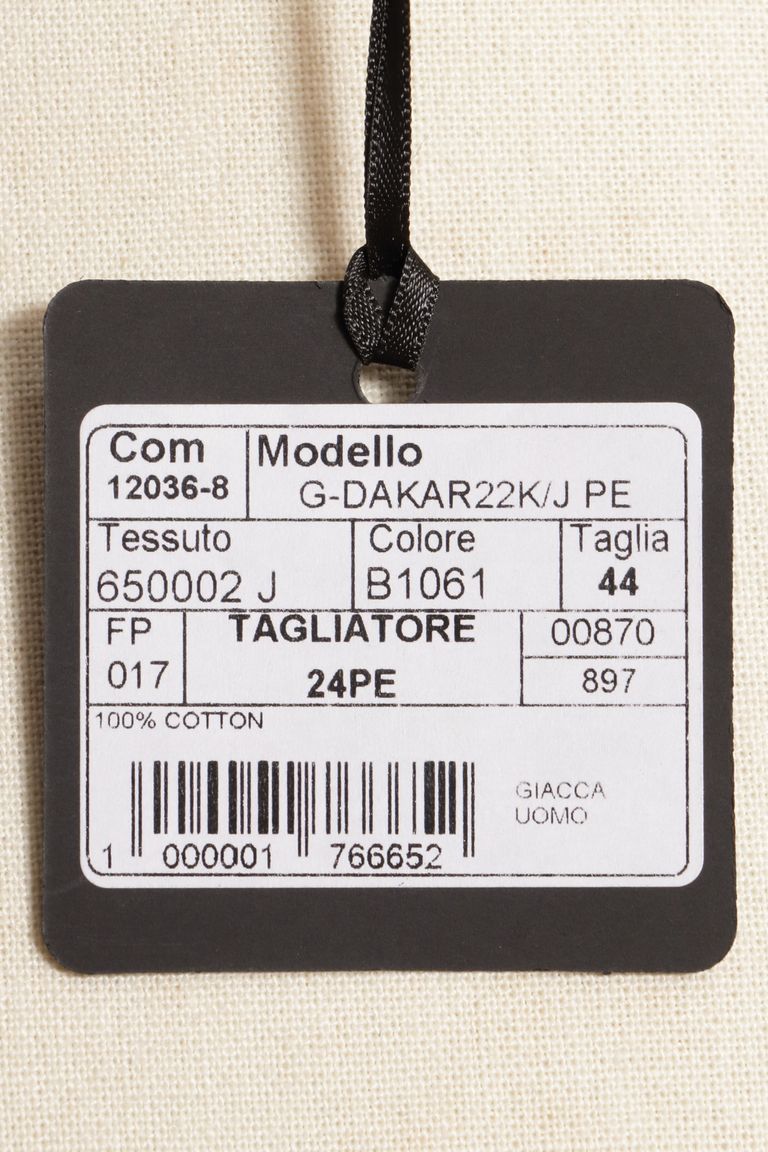 Com
12036-8
Modello
G-DAKAR22K/J PE
Tessuto
650002 J
Colore
B1061
Taglia
44
FP
017
TAGLIATORE
24PE
00870
897
100% COTTON
GIACCA
UOMO
1 000001 766652